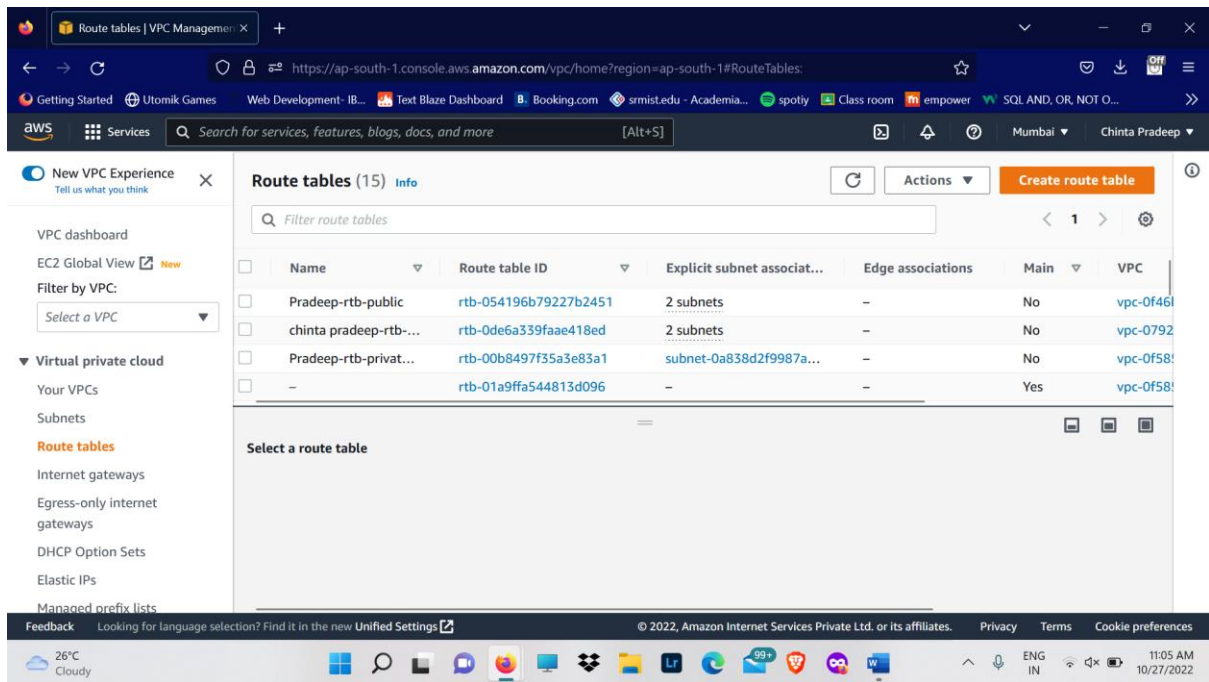 Route tables | VPC Managemen
https://ap-south-1.console.aws.amazon.com/vpc/home?region=ap-south-1#RouteTables:
Off
Getting Started Utomik Games Web Development- IB... Text Blaze Dashboard B. Booking.com srmist.edu - Academia... spotiy Class room m empower SQL AND, OR, NOT O...
aws Services Search for services, features, blogs, docs, and more [Alt+S] Mumbai Chinta Pradeep
New VPC Experience
Tell us what you think
VPC dashboard
EC2 Global View New
Filter by VPC:
Select a VPC
Virtual private cloud
Your VPCs
Subnets
Route tables
Internet gateways
Egress-only internet
gateways
DHCP Option Sets
Elastic IPs
Managed prefix lists
Route tables (15) Info
Actions Create route table
Filter route tables
1
Name Route table ID Explicit subnet associat... Edge associations Main VPC
Pradeep-rtb-public rtb-054196b79227b2451 2 subnets – No vpc-0f46
chinta pradeep-rtb-... rtb-0de6a339faae418ed 2 subnets – No vpc-0792
Pradeep-rtb-privat... rtb-00b8497f35a3e83a1 subnet-0a838d2f9987a... – No vpc-0f585
– rtb-01a9ffa544813d096 – – Yes vpc-0f585
Select a route table
Feedback Looking for language selection? Find it in the new Unified Settings © 2022, Amazon Internet Services Private Ltd. or its affiliates. Privacy Terms Cookie preferences
26°C
Cloudy
Lr
99+
W
ENG
IN
11:05 AM
10/27/2022